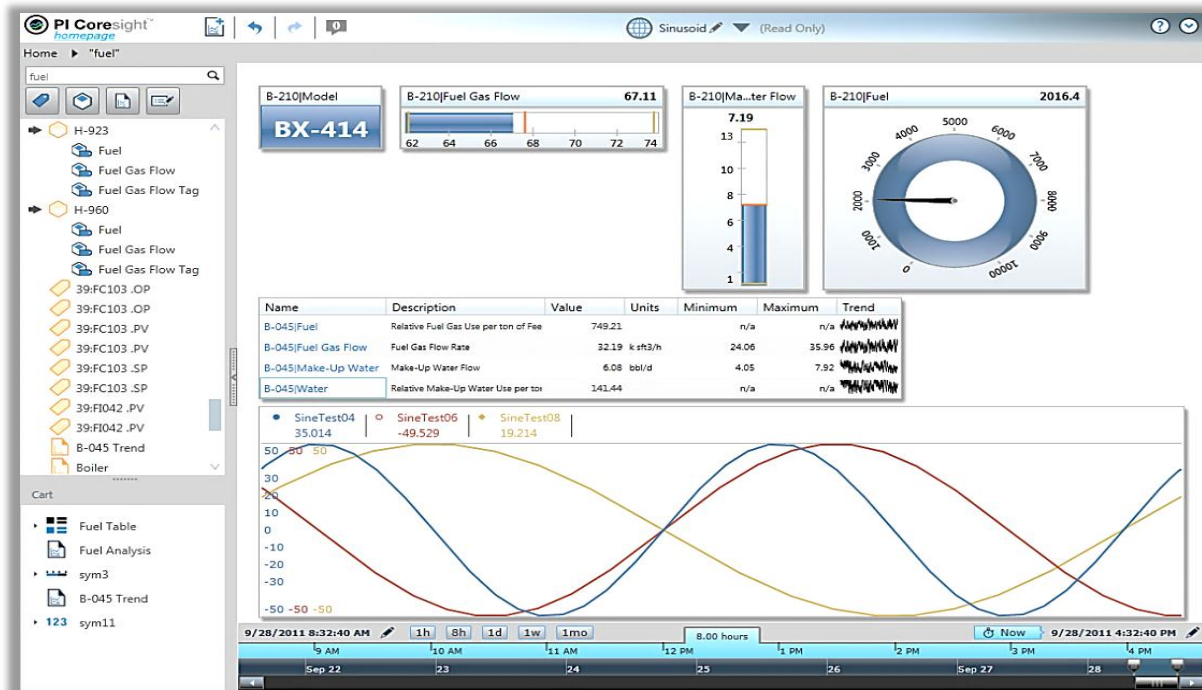 PI Coresight™
homepage
Sinusoid (Read Only)
Home "fuel"
fuel
H-923
Fuel
Fuel Gas Flow
Fuel Gas Flow Tag
H-960
Fuel
Fuel Gas Flow
Fuel Gas Flow Tag
39:FC103 .OP
39:FC103 .OP
39:FC103 .PV
39:FC103 .PV
39:FC103 .SP
39:FC103 .SP
39:FI042 .PV
39:FI042 .PV
B-045 Trend
Boiler
Cart
Fuel Table
Fuel Analysis
sym3
B-045 Trend
123 sym11
B-210|Model
BX-414
B-210|Fuel Gas Flow 67.11
62 64 66 68 70 72 74
B-210|Ma...ter Flow
7.19
13
10
8
6
4
1
B-210|Fuel 2016.4
0 1000 2000 3000 4000 5000 6000 7000 8000 9000 10000
Name Description Value Units Minimum Maximum Trend
B-045|Fuel Relative Fuel Gas Use per ton of Fee 749.21 n/a n/a
B-045|Fuel Gas Flow Fuel Gas Flow Rate 32.19 k sft3/h 24.06 35.96
B-045|Make-Up Water Make-Up Water Flow 6.08 bbl/d 4.05 7.92
B-045|Water Relative Make-Up Water Use per ton 141.44 n/a n/a
SineTest04 SineTest06 SineTest08
35.014 -49.529 19.214
50 50 50
30
20
10
0
-10
-20
-30
-50 -50 -50
9/28/2011 8:32:40 AM 1h 8h 1d 1w 1mo 8.00 hours Now 9/28/2011 4:32:40 PM
9 AM 10 AM 11 AM 12 PM 1 PM 2 PM 3 PM 4 PM
Sep 22 23 24 25 26 Sep 27 28